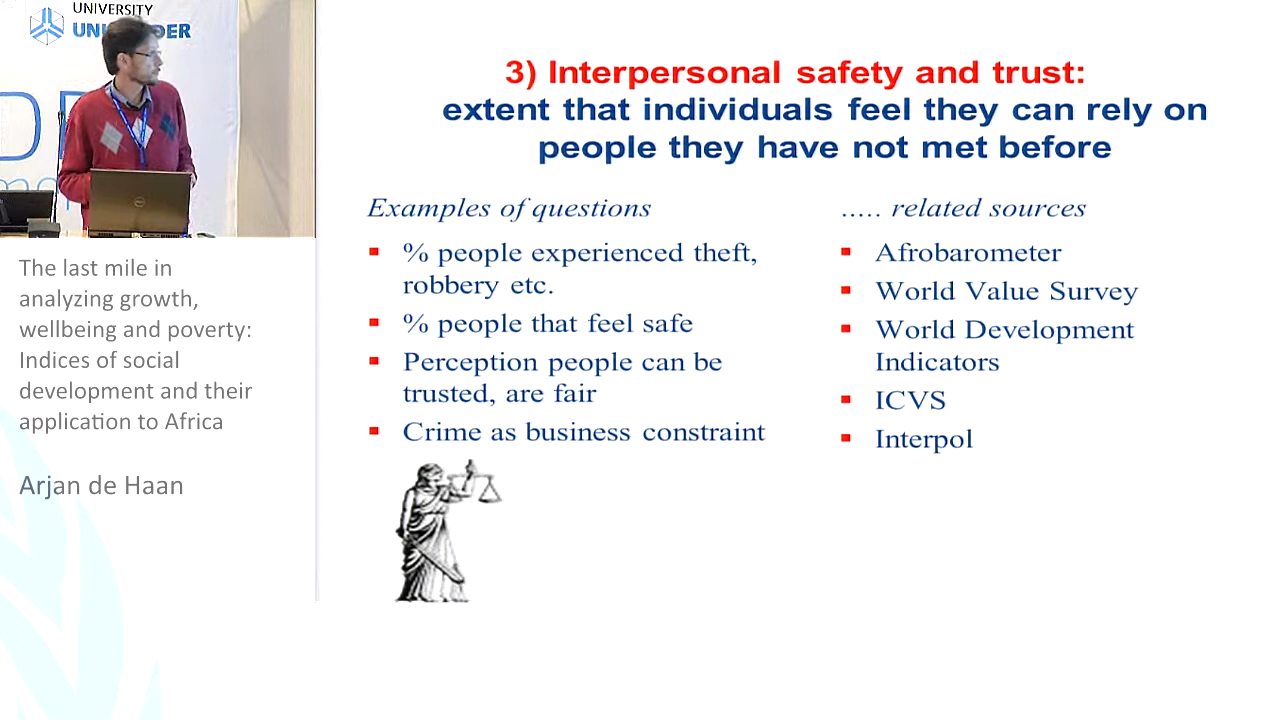 UNIVERSITY
3) Interpersonal safety and trust:
extent that individuals feel they can rely on
people they have not met before
Examples of questions
% people experienced theft,
robbery etc.
% people that feel safe
Perception people can be
trusted, are fair
Crime as business constraint
..... related sources
Afrobarometer
World Value Survey
World Development
Indicators
ICVS
Interpol
The last mile in
analyzing growth,
wellbeing and poverty:
Indices of social
development and their
application to Africa
Arjan de Haan